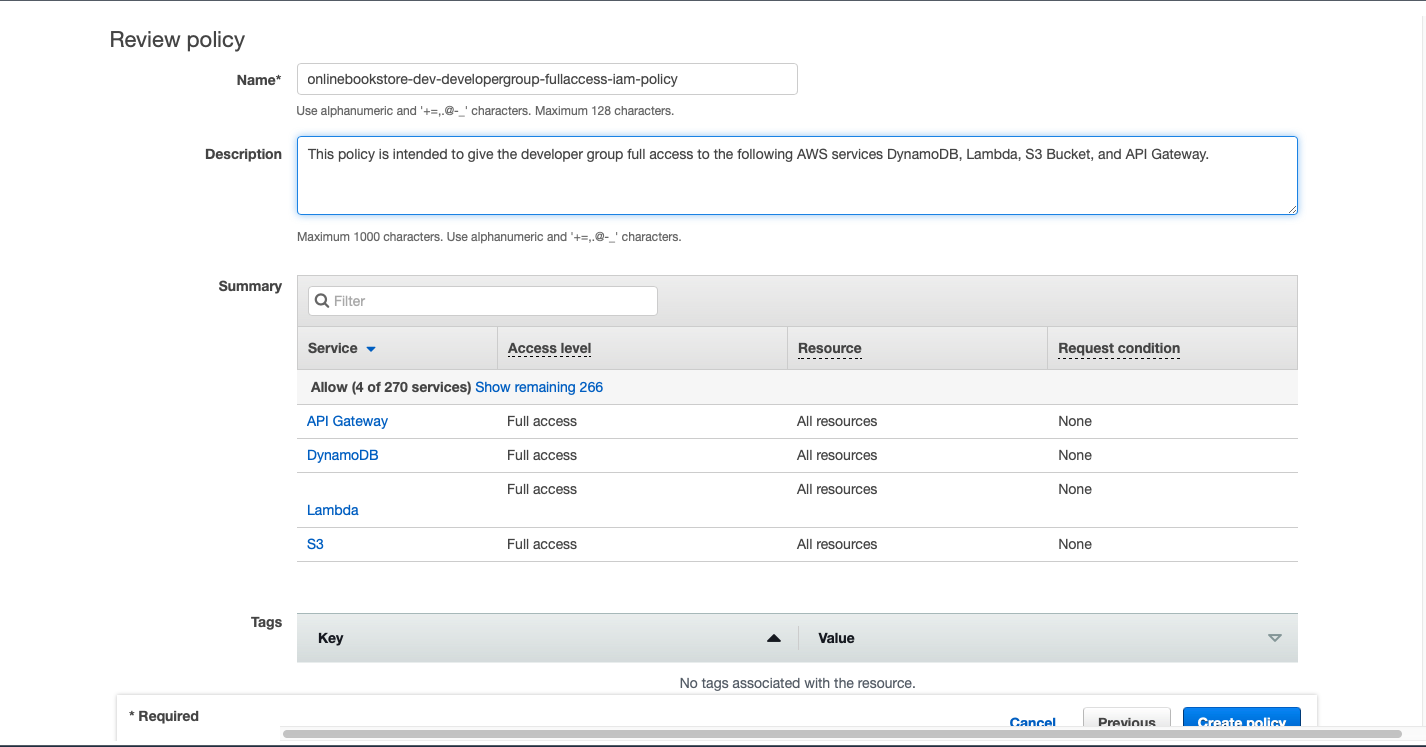 Review policy
Name*
onlinebookstore-dev-developergroup-fullaccess-iam-policy
Use alphanumeric and '+=,.@-_' characters. Maximum 128 characters.
Description
This policy is intended to give the developer group full access to the following AWS services DynamoDB, Lambda, S3 Bucket, and API Gateway.
Maximum 1000 characters. Use alphanumeric and '+=,.@-_' characters.
Summary
Filter
Service Access level Resource Request condition
Allow (4 of 270 services) Show remaining 266
API Gateway Full access All resources None
DynamoDB Full access All resources None
Full access All resources None
Lambda
S3 Full access All resources None
Tags
Key Value
No tags associated with the resource.
* Required
Cancel Previous Create policy